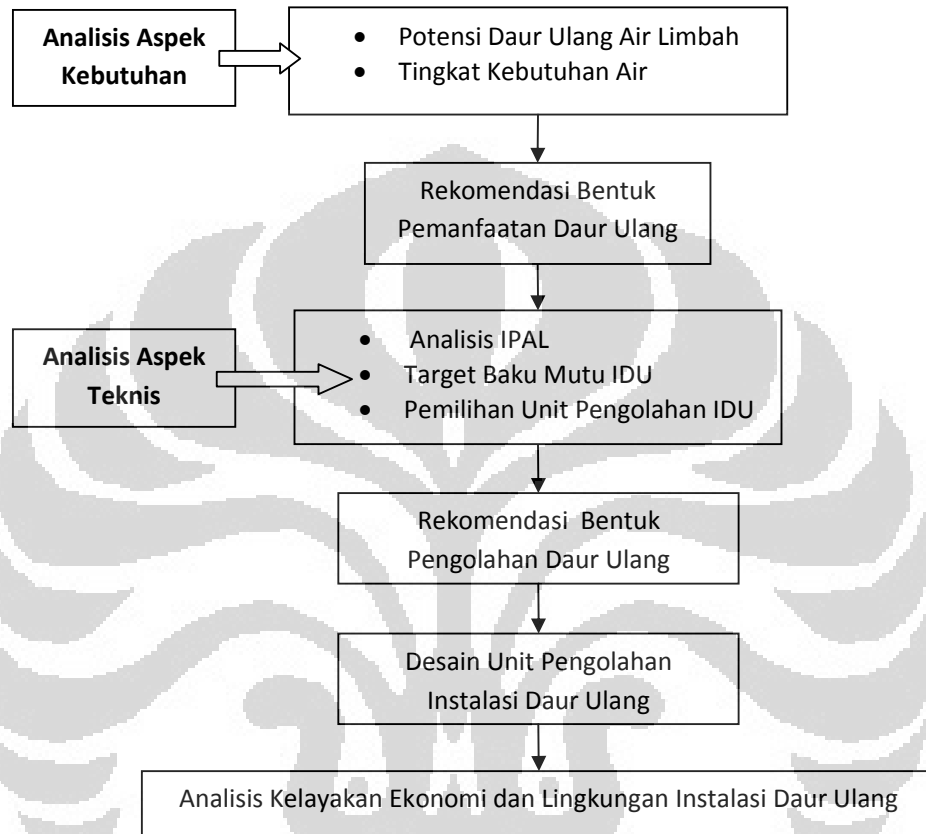 Analisis Aspek
Kebutuhan
• Potensi Daur Ulang Air Limbah
• Tingkat Kebutuhan Air
Rekomendasi Bentuk
Pemanfaatan Daur Ulang
Analisis Aspek
Teknis
• Analisis IPAL
• Target Baku Mutu IDU
• Pemilihan Unit Pengolahan IDU
Rekomendasi Bentuk
Pengolahan Daur Ulang
Desain Unit Pengolahan
Instalasi Daur Ulang
Analisis Kelayakan Ekonomi dan Lingkungan Instalasi Daur Ulang